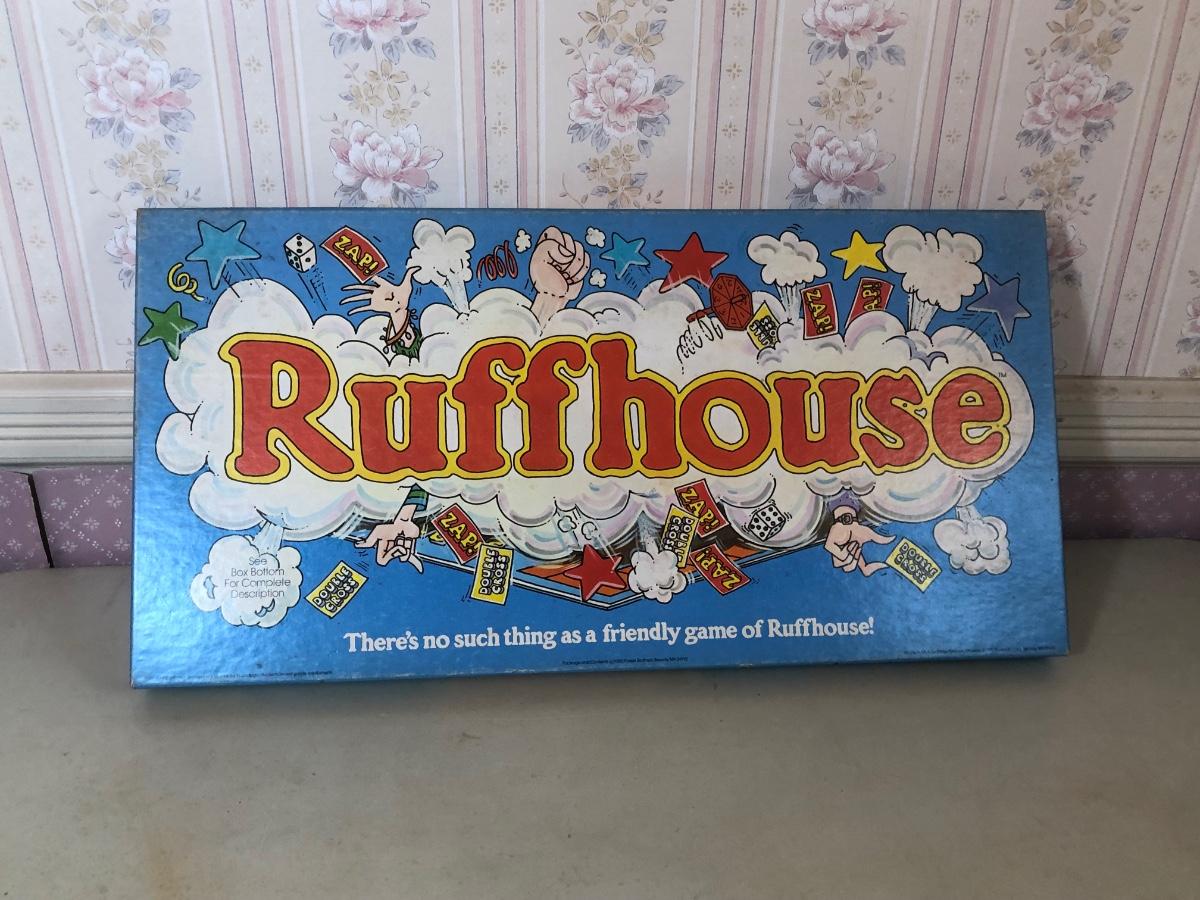 ZAP!
ZAP!
ZAP!
Ruffhouse™
ZAP!
ZAP!
DOUBLE CROSS
DOUBLE CROSS
DOUBLE CROSS
ZAP!
DOUBLE CROSS
See
Box Bottom
For Complete
Description
There's no such thing as a friendly game of Ruffhouse!